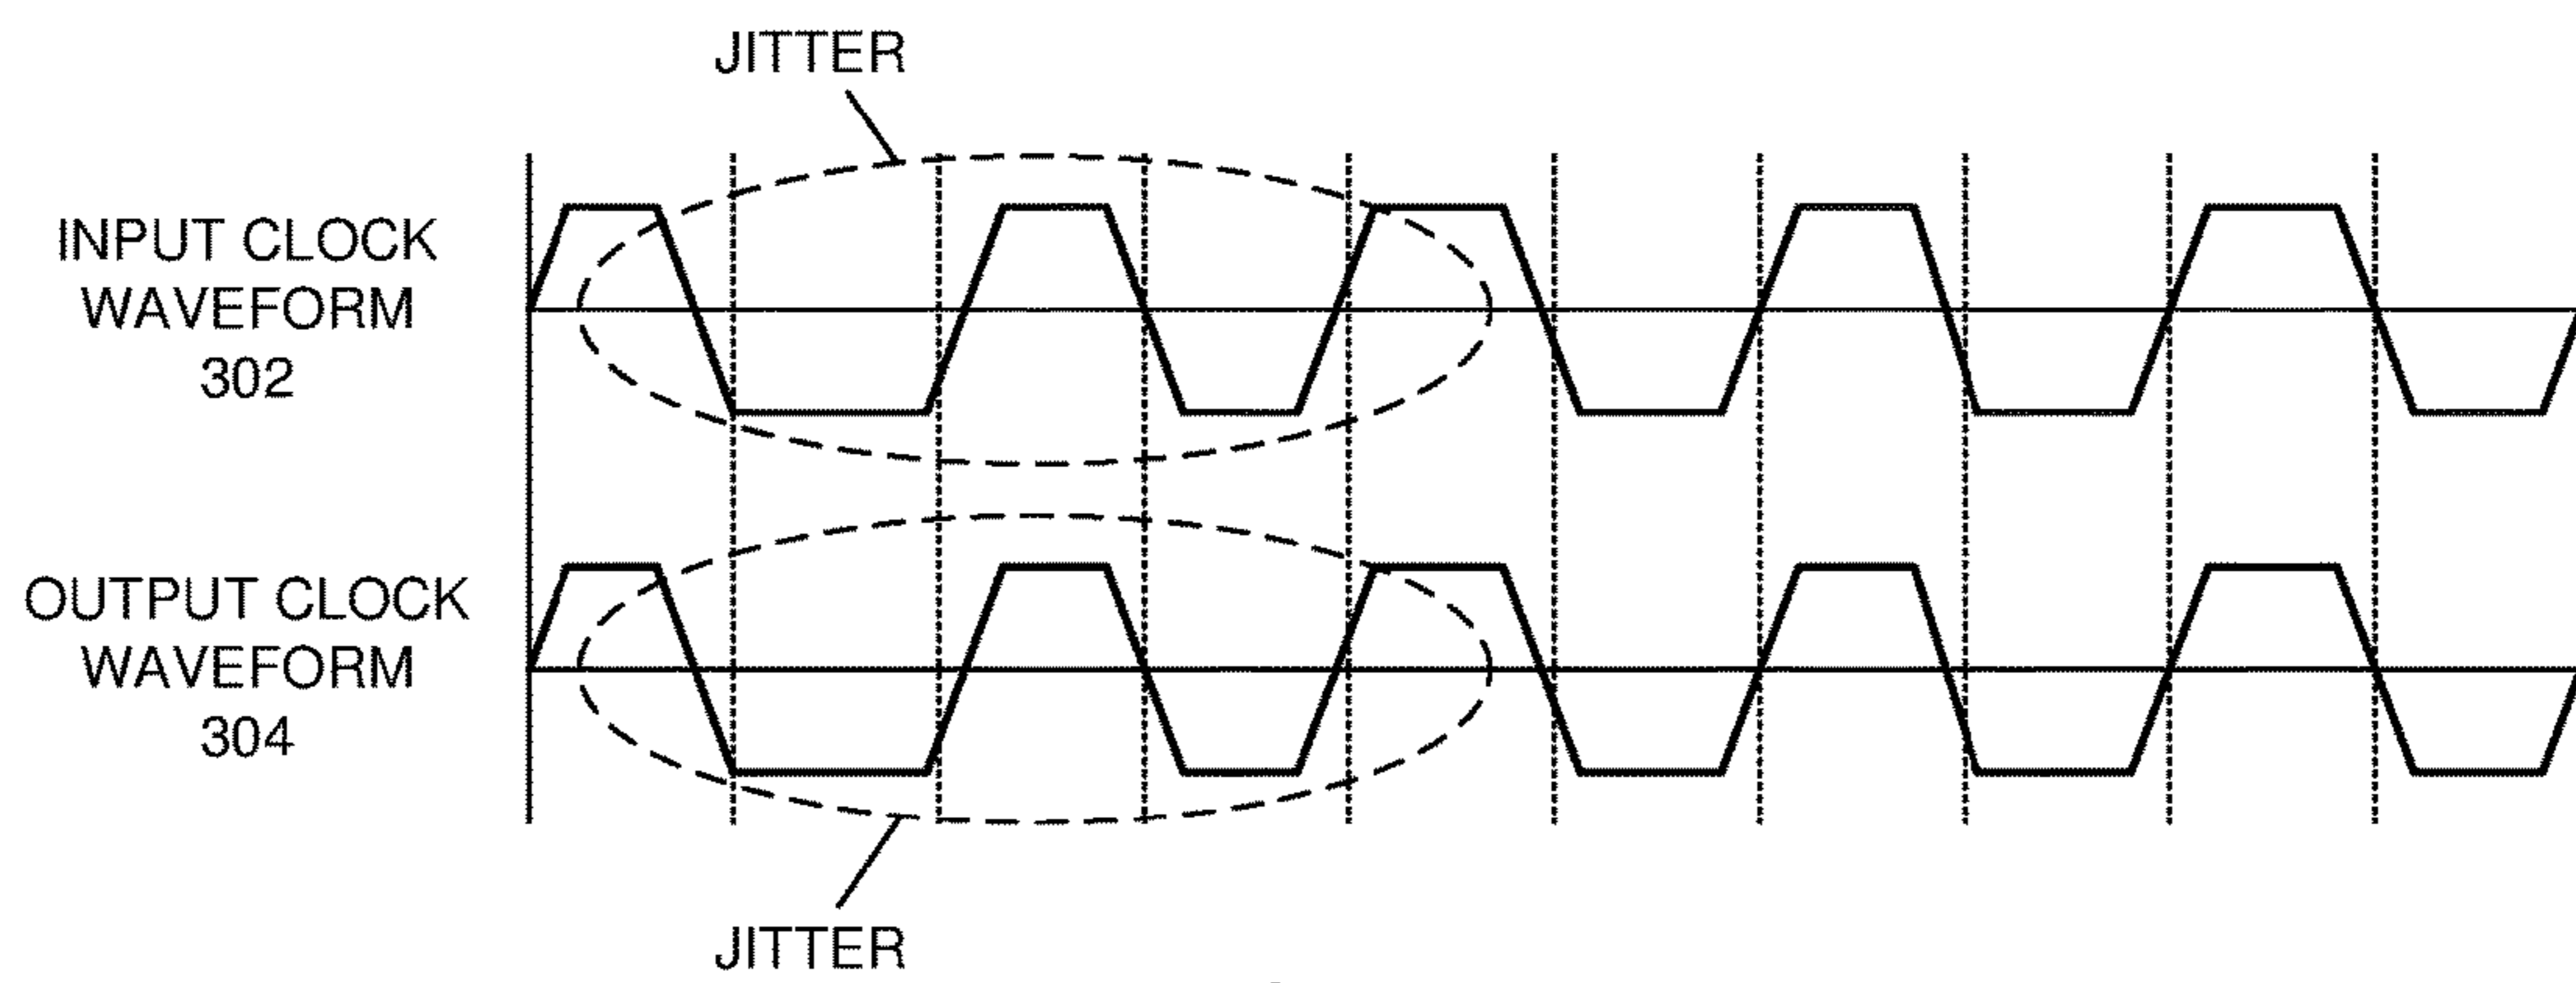 JITTER
INPUT CLOCK
WAVEFORM
302
OUTPUT CLOCK
WAVEFORM
304
JITTER